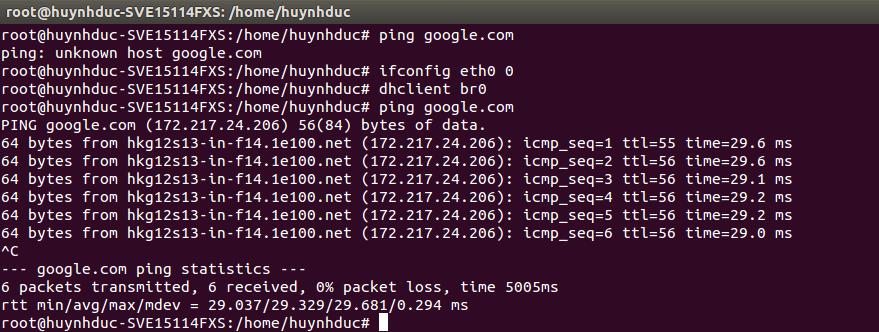 root@huynhduc-SVE15114FXS: /home/huynhduc
root@huynhduc-SVE15114FXS:/home/huynhduc# ping google.com
ping: unknown host google.com
root@huynhduc-SVE15114FXS:/home/huynhduc# ifconfig eth0 0
root@huynhduc-SVE15114FXS:/home/huynhduc# dhclient br0
root@huynhduc-SVE15114FXS:/home/huynhduc# ping google.com
PING google.com (172.217.24.206) 56(84) bytes of data.
64 bytes from hkg12s13-in-f14.1e100.net (172.217.24.206): icmp_seq=1 ttl=55 time=29.6 ms
64 bytes from hkg12s13-in-f14.1e100.net (172.217.24.206): icmp_seq=2 ttl=56 time=29.6 ms
64 bytes from hkg12s13-in-f14.1e100.net (172.217.24.206): icmp_seq=3 ttl=56 time=29.1 ms
64 bytes from hkg12s13-in-f14.1e100.net (172.217.24.206): icmp_seq=4 ttl=56 time=29.2 ms
64 bytes from hkg12s13-in-f14.1e100.net (172.217.24.206): icmp_seq=5 ttl=56 time=29.2 ms
64 bytes from hkg12s13-in-f14.1e100.net (172.217.24.206): icmp_seq=6 ttl=56 time=29.0 ms
^C
--- google.com ping statistics ---
6 packets transmitted, 6 received, 0% packet loss, time 5005ms
rtt min/avg/max/mdev = 29.037/29.329/29.681/0.294 ms
root@huynhduc-SVE15114FXS:/home/huynhduc#